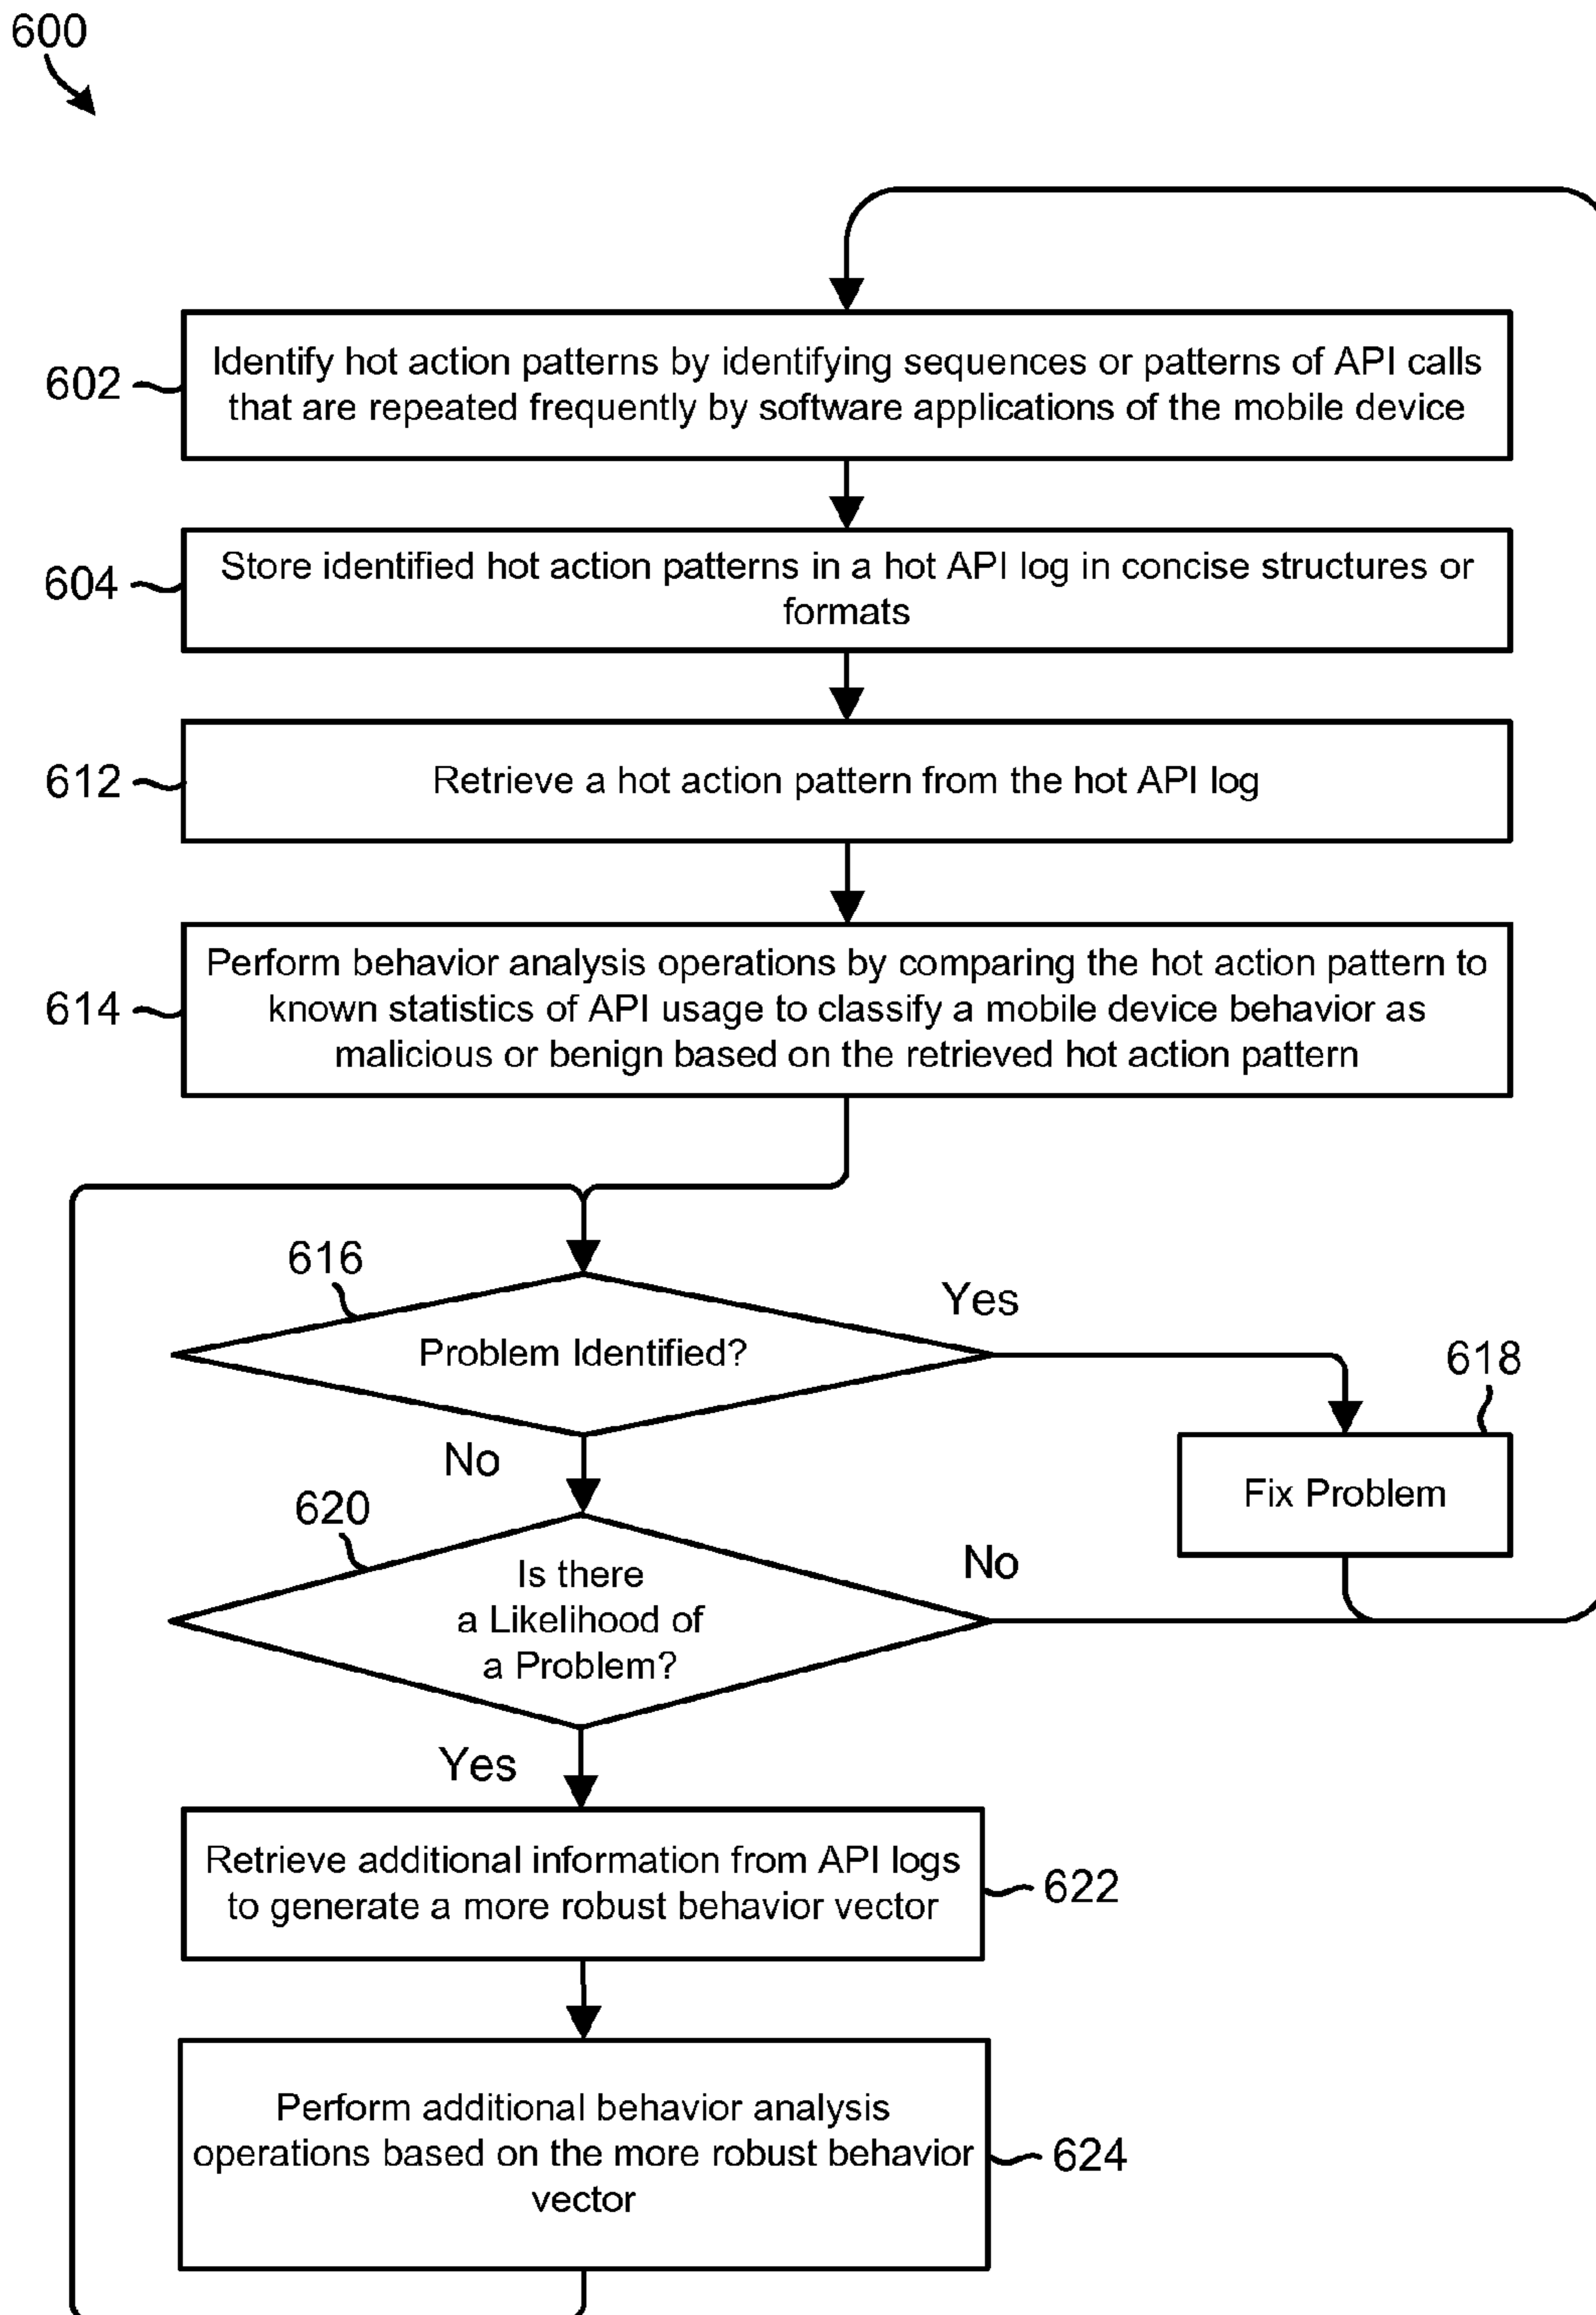 600
602
Identify hot action patterns by identifying sequences or patterns of API calls
that are repeated frequently by software applications of the mobile device
604
Store identified hot action patterns in a hot API log in concise structures or
formats
612
Retrieve a hot action pattern from the hot API log
614
Perform behavior analysis operations by comparing the hot action pattern to
known statistics of API usage to classify a mobile device behavior as
malicious or benign based on the retrieved hot action pattern
616
Problem Identified?
Yes
618
Fix Problem
No
620
Is there
a Likelihood of
a Problem?
No
Yes
Retrieve additional information from API logs
to generate a more robust behavior vector
622
Perform additional behavior analysis
operations based on the more robust behavior
vector
624